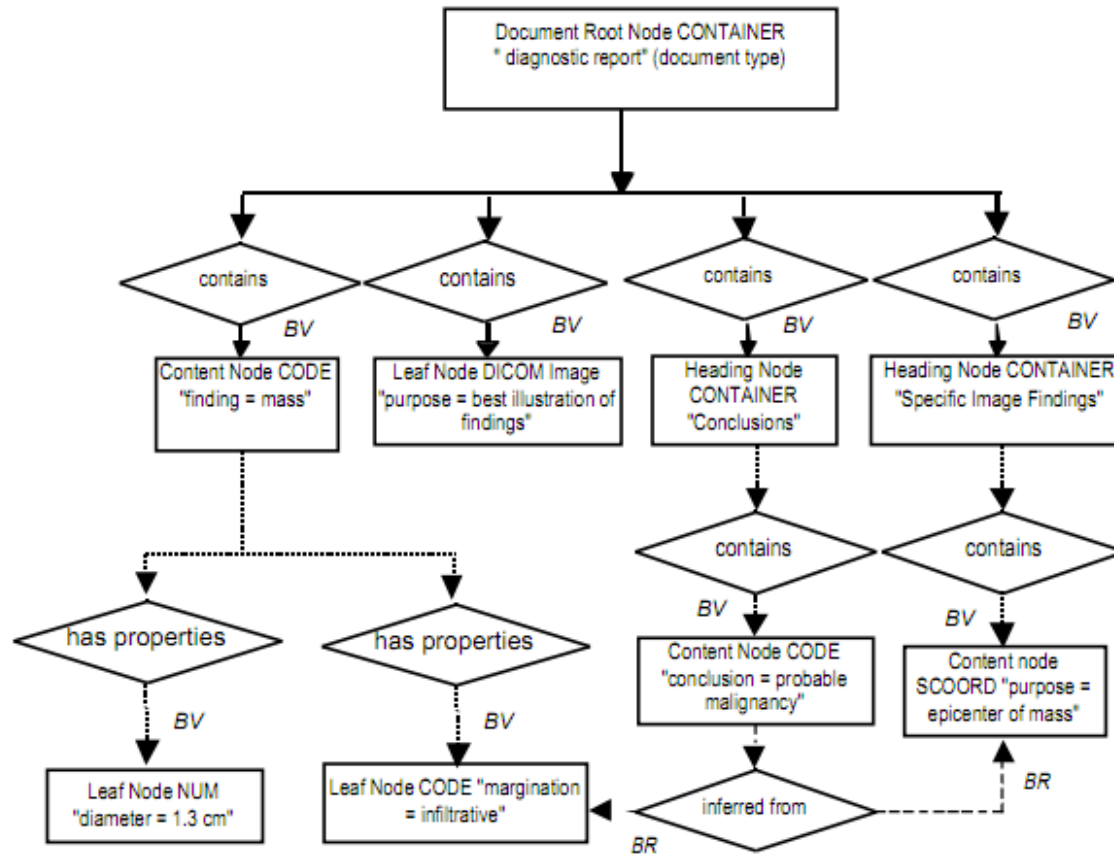 Document Root Node CONTAINER
" diagnostic report" (document type)
contains
contains
contains
contains
BV
BV
BV
BV
Content Node CODE
"finding = mass"
Leaf Node DICOM Image
"purpose = best illustration of
findings"
Heading Node
CONTAINER
"Conclusions"
Heading Node CONTAINER
"Specific Image Findings"
contains
contains
BV
BV
has properties
has properties
BV
BV
Content Node CODE
"conclusion = probable
malignancy"
Content node
SCOORD "purpose =
epicenter of mass"
Leaf Node NUM
"diameter = 1.3 cm"
Leaf Node CODE "margination
= infiltrative"
inferred from
BR
BR